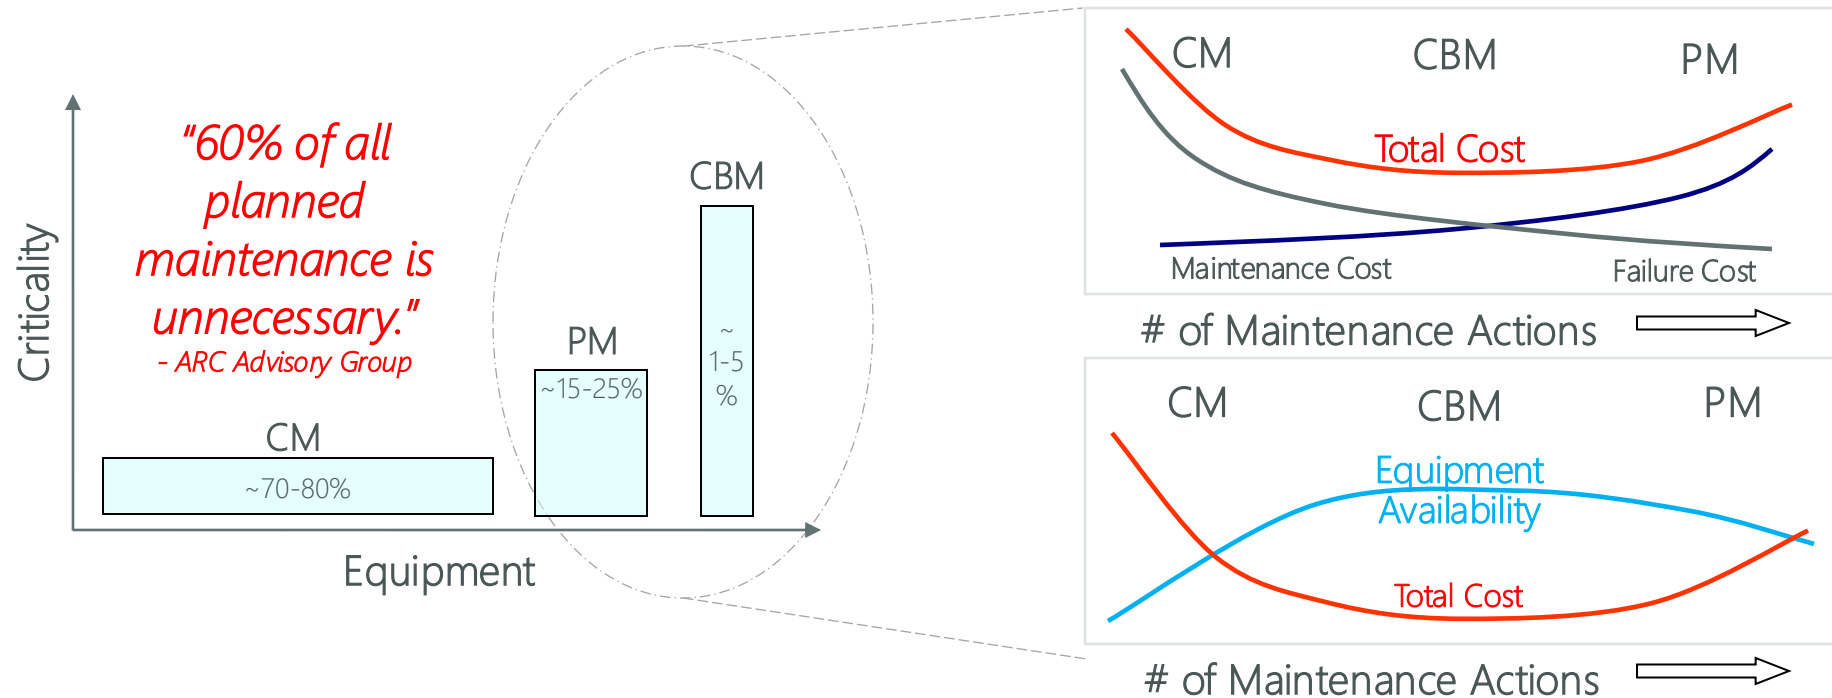 "60% of all
planned
maintenance is
unnecessary."
- ARC Advisory Group
Criticality
CM
~70-80%
PM
~15-25%
CBM
~
1-5
%
Equipment
CM
CBM
PM
Total Cost
Maintenance Cost
Failure Cost
# of Maintenance Actions
CM
CBM
PM
Equipment
Availability
Total Cost
# of Maintenance Actions